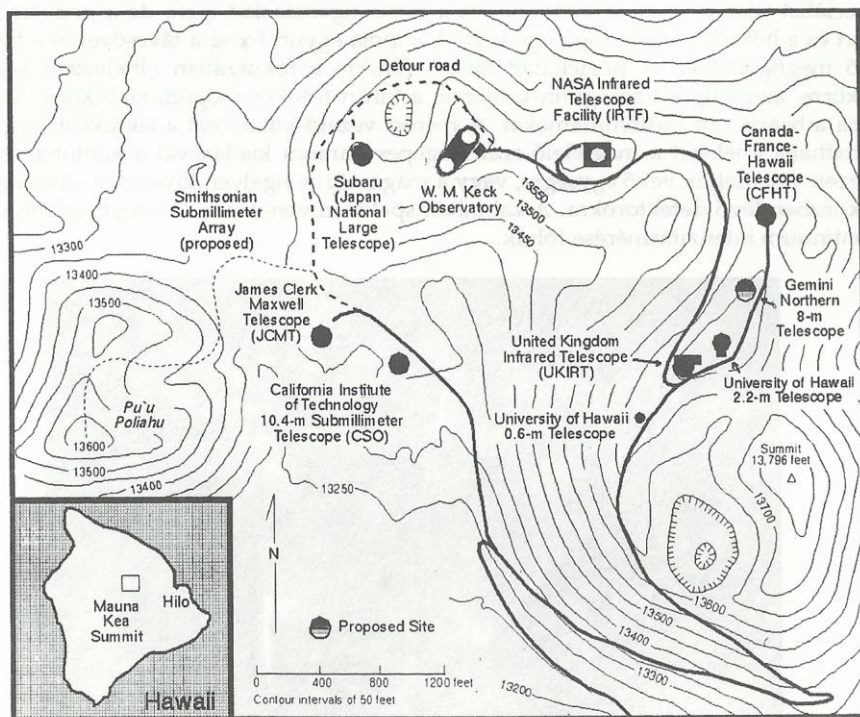 Detour road
NASA Infrared
Telescope
Facility (IRTF)
Canada-
France-
Hawaii
Telescope
(CFHT)
Subaru
(Japan
National
Large
Telescope)
W. M. Keck
Observatory
13550
13500
13450
Smithsonian
Submillimeter
Array
(proposed)
13300
13400
13500
James Clerk
Maxwell
Telescope
(JCMT)
Gemini
Northern
8-m
Telescope
United Kingdom
Infrared Telescope
(UKIRT)
University of Hawaii
2.2-m Telescope
California Institute
of Technology
10.4-m Submillimeter
Telescope (CSO)
University of Hawaii
0.6-m Telescope
Pu'u
Poliahu
13600
13500
13400
Summit
13,796 feet
13700
13250
N
Mauna
Kea
Summit
Hilo
Hawaii
Proposed Site
0 400 800 1200 feet
Contour intervals of 50 feet
13600
13500
13400
13300
13200